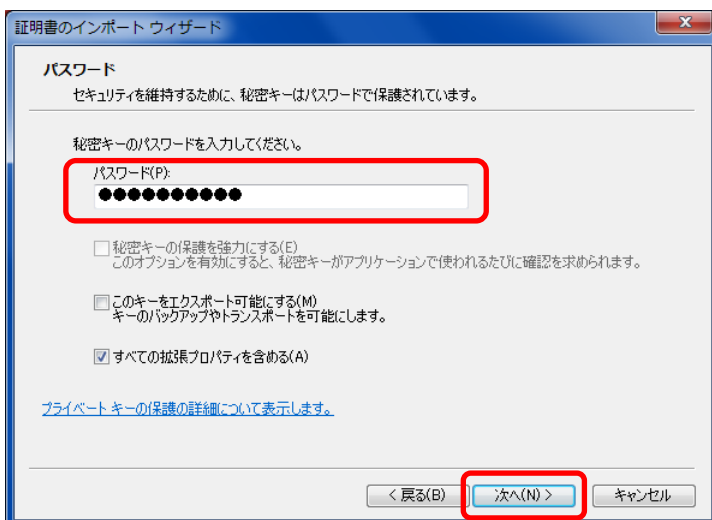 証明書のインポート ウィザード
パスワード
セキュリティを維持するために、秘密キーはパスワードで保護されています。
秘密キーのパスワードを入力してください。
パスワード(P):
●●●●●●●●●●
秘密キーの保護を強力にする(E)
このオプションを有効にすると、秘密キーがアプリケーションで使われるたびに確認を求められます。
このキーをエクスポート可能にする(M)
キーのバックアップやトランスポートを可能にします。
すべての拡張プロパティを含める(A)
プライベート キーの保護の詳細について表示します。
< 戻る(B) 次へ(N) > キャンセル